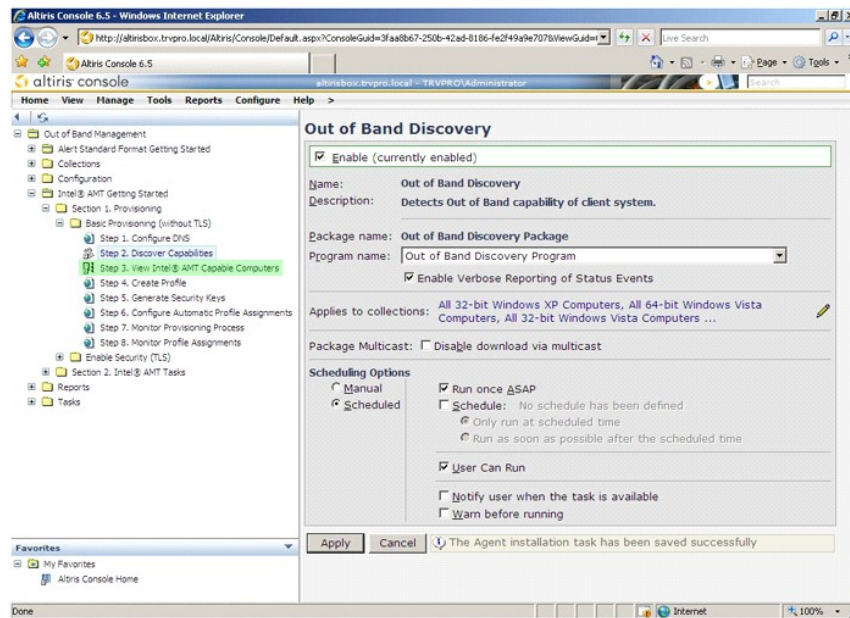 Altiris Console 6.5 - Windows Internet Explorer
http://altirisbox.trvpro.local/Altiris/Console/Default.aspx?ConsoleGuid=3faa8b67-250b-42ad-8186-fe2f49a9e707&ViewGuid=
Live Search
Altiris Console 6.5
Page
Tools
altiris console
altirisbox.trvpro.local - TRVPRO\Administrator
Search
Home View Manage Tools Reports Configure Help >
Out of Band Management
Alert Standard Format Getting Started
Collections
Configuration
Intel® AMT Getting Started
Section 1. Provisioning
Basic Provisioning (without TLS)
Step 1. Configure DNS
Step 2. Discover Capabilities
Step 3. View Intel® AMT Capable Computers
Step 4. Create Profile
Step 5. Generate Security Keys
Step 6. Configure Automatic Profile Assignments
Step 7. Monitor Provisioning Process
Step 8. Monitor Profile Assignments
Enable Security (TLS)
Section 2. Intel® AMT Tasks
Reports
Tasks
Favorites
My Favorites
Altiris Console Home
Out of Band Discovery
Enable (currently enabled)
Name: Out of Band Discovery
Description: Detects Out of Band capability of client system.
Package name: Out of Band Discovery Package
Program name: Out of Band Discovery Program
Enable Verbose Reporting of Status Events
Applies to collections: All 32-bit Windows XP Computers, All 64-bit Windows Vista
Computers, All 32-bit Windows Vista Computers ...
Package Multicast: Disable download via multicast
Scheduling Options
Manual
Scheduled
Run once ASAP
Schedule: No schedule has been defined
Only run at scheduled time
Run as soon as possible after the scheduled time
User Can Run
Notify user when the task is available
Warn before running
Apply
Cancel
The Agent installation task has been saved successfully
Done
Internet
100%